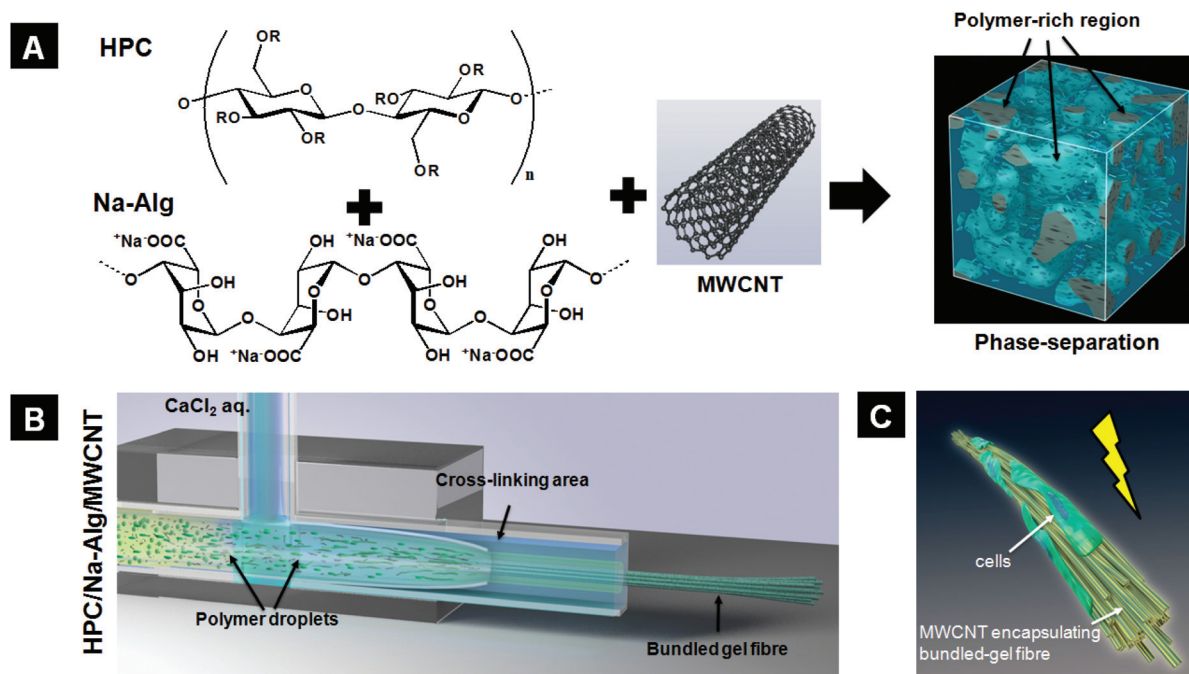 A
HPC
OR
OR
OR
O
O
O
RO
RO
O
O
OR
OR
n
Polymer-rich region
Na-Alg
⁺Na⁻OOC
OH
⁺Na⁻OOC
OH
O
OH
O
O
OH
O
O
O
O
OH
O
O
OH
OH
⁺Na⁻OOC
OH
⁺Na⁻OOC
MWCNT
Phase-separation
B
HPC/Na-Alg/MWCNT
CaCl₂ aq.
Cross-linking area
Polymer droplets
Bundled gel fibre
C
cells
MWCNT encapsulating
bundled-gel fibre